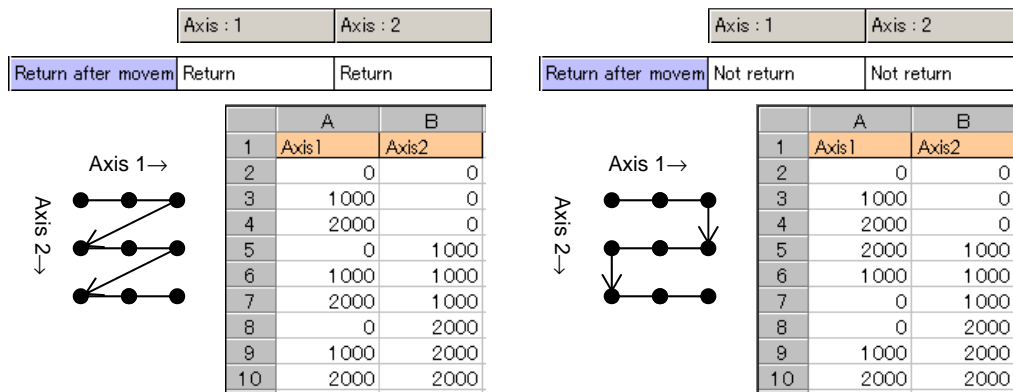 Axis : 1 Axis : 2
Return after movem Return Return
A B
1 Axis1 Axis2
2 0 0
3 1000 0
4 2000 0
5 0 1000
6 1000 1000
7 2000 1000
8 0 2000
9 1000 2000
10 2000 2000
Axis 1→
Axis 2→
Axis : 1 Axis : 2
Return after movem Not return Not return
A B
1 Axis1 Axis2
2 0 0
3 1000 0
4 2000 0
5 2000 1000
6 1000 1000
7 0 1000
8 0 2000
9 1000 2000
10 2000 2000
Axis 1→
Axis 2→